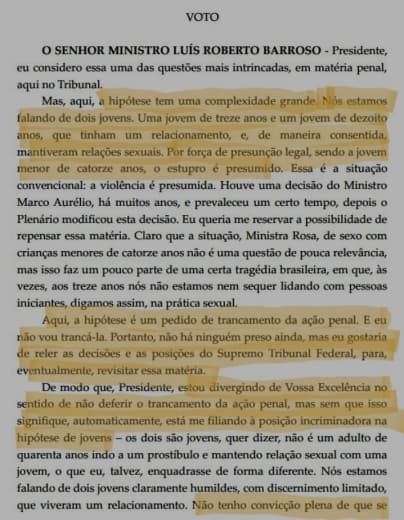 VOTO
O SENHOR MINISTRO LUÍS ROBERTO BARROSO - Presidente,
eu considero essa uma das questões mais intrincadas, em matéria penal,
aqui no Tribunal.
Mas, aqui, a hipótese tem uma complexidade grande. Nós estamos
falando de dois jovens. Uma jovem de treze anos e um jovem de dezoito
anos, que tinham um relacionamento, e, de maneira consentida,
mantiveram relações sexuais. Por força de presunção legal, sendo a jovem
menor de catorze anos, o estupro é presumido. Essa é a situação
convencional: a violência é presumida. Houve uma decisão do Ministro
Marco Aurélio, há muitos anos, e prevaleceu um certo tempo, depois o
Plenário modificou esta decisão. Eu queria me reservar a possibilidade de
repensar essa matéria. Claro que a situação, Ministra Rosa, de sexo com
crianças menores de catorze anos não é uma questão de pouca relevância,
mas isso faz um pouco parte de uma certa tragédia brasileira, em que, às
vezes, aos treze anos nós não estamos nem sequer lidando com pessoas
iniciantes, digamos assim, na prática sexual.
Aqui, a hipótese é um pedido de trancamento da ação penal. E eu
não vou trancá-la. Portanto, não há ninguém preso ainda, mas eu gostaria
de reler as decisões e as posições do Supremo Tribunal Federal, para,
eventualmente, revisitar essa matéria.
De modo que, Presidente, estou divergindo de Vossa Excelência no
sentido de não deferir o trancamento da ação penal, mas sem que isso
signifique, automaticamente, está me filiando à posição incriminadora na
hipótese de jovens – os dois são jovens, quer dizer, não é um adulto de
quarenta anos indo a um prostíbulo e mantendo relação sexual com uma
jovem, o que eu, talvez, enquadrasse de forma diferente. Nós estamos
falando de dois jovens claramente humildes, com discernimento limitado,
que viveram um relacionamento. Não tenho convicção plena de que se